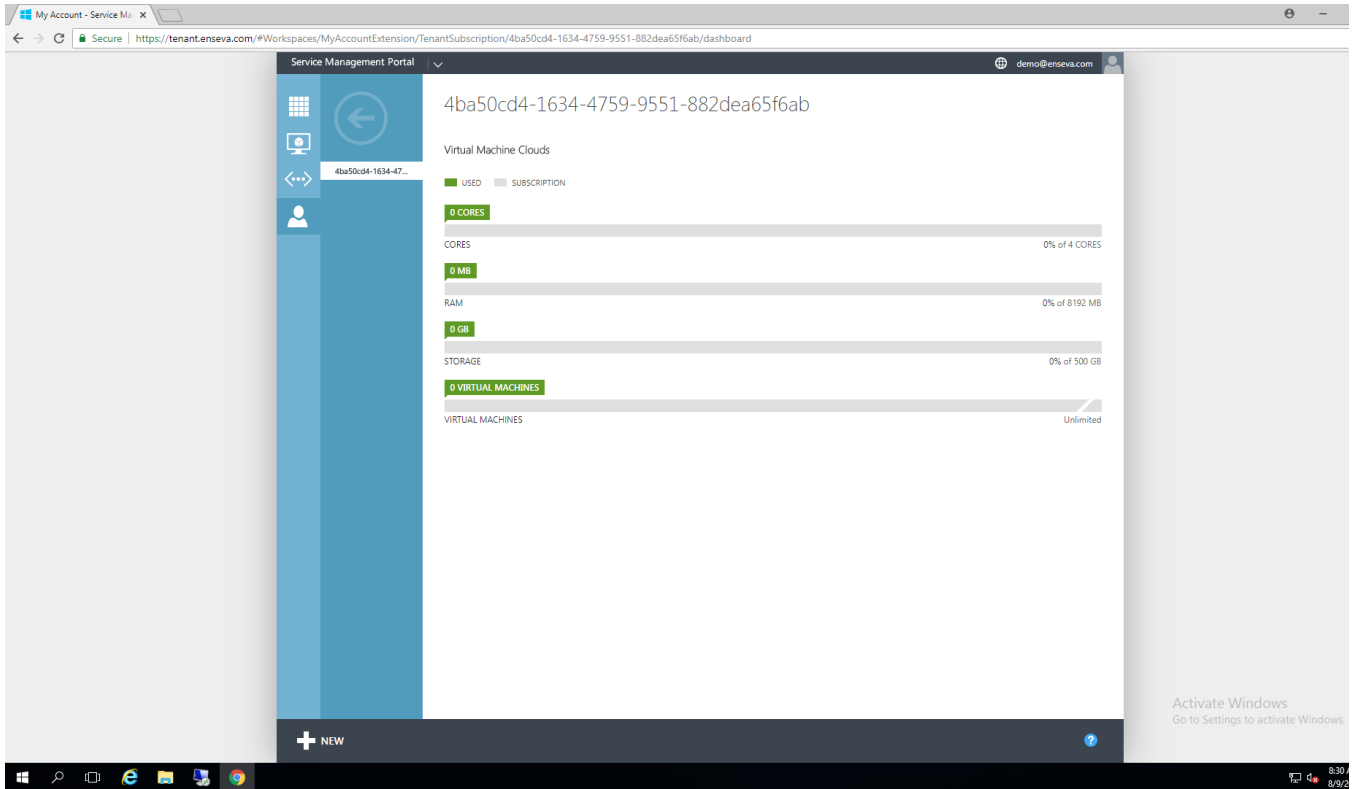 My Account - Service Ma
Secure | https://tenant.enseva.com/#Workspaces/MyAccountExtension/TenantSubscription/4ba50cd4-1634-4759-9551-882dea65f6ab/dashboard
Service Management Portal
demo@enseva.com
4ba50cd4-1634-47...
4ba50cd4-1634-4759-9551-882dea65f6ab
Virtual Machine Clouds
USED SUBSCRIPTION
0 CORES
CORES 0% of 4 CORES
0 MB
RAM 0% of 8192 MB
0 GB
STORAGE 0% of 500 GB
0 VIRTUAL MACHINES
VIRTUAL MACHINES Unlimited
Activate Windows
Go to Settings to activate Windows.
NEW ?
8:30 A
8/9/2